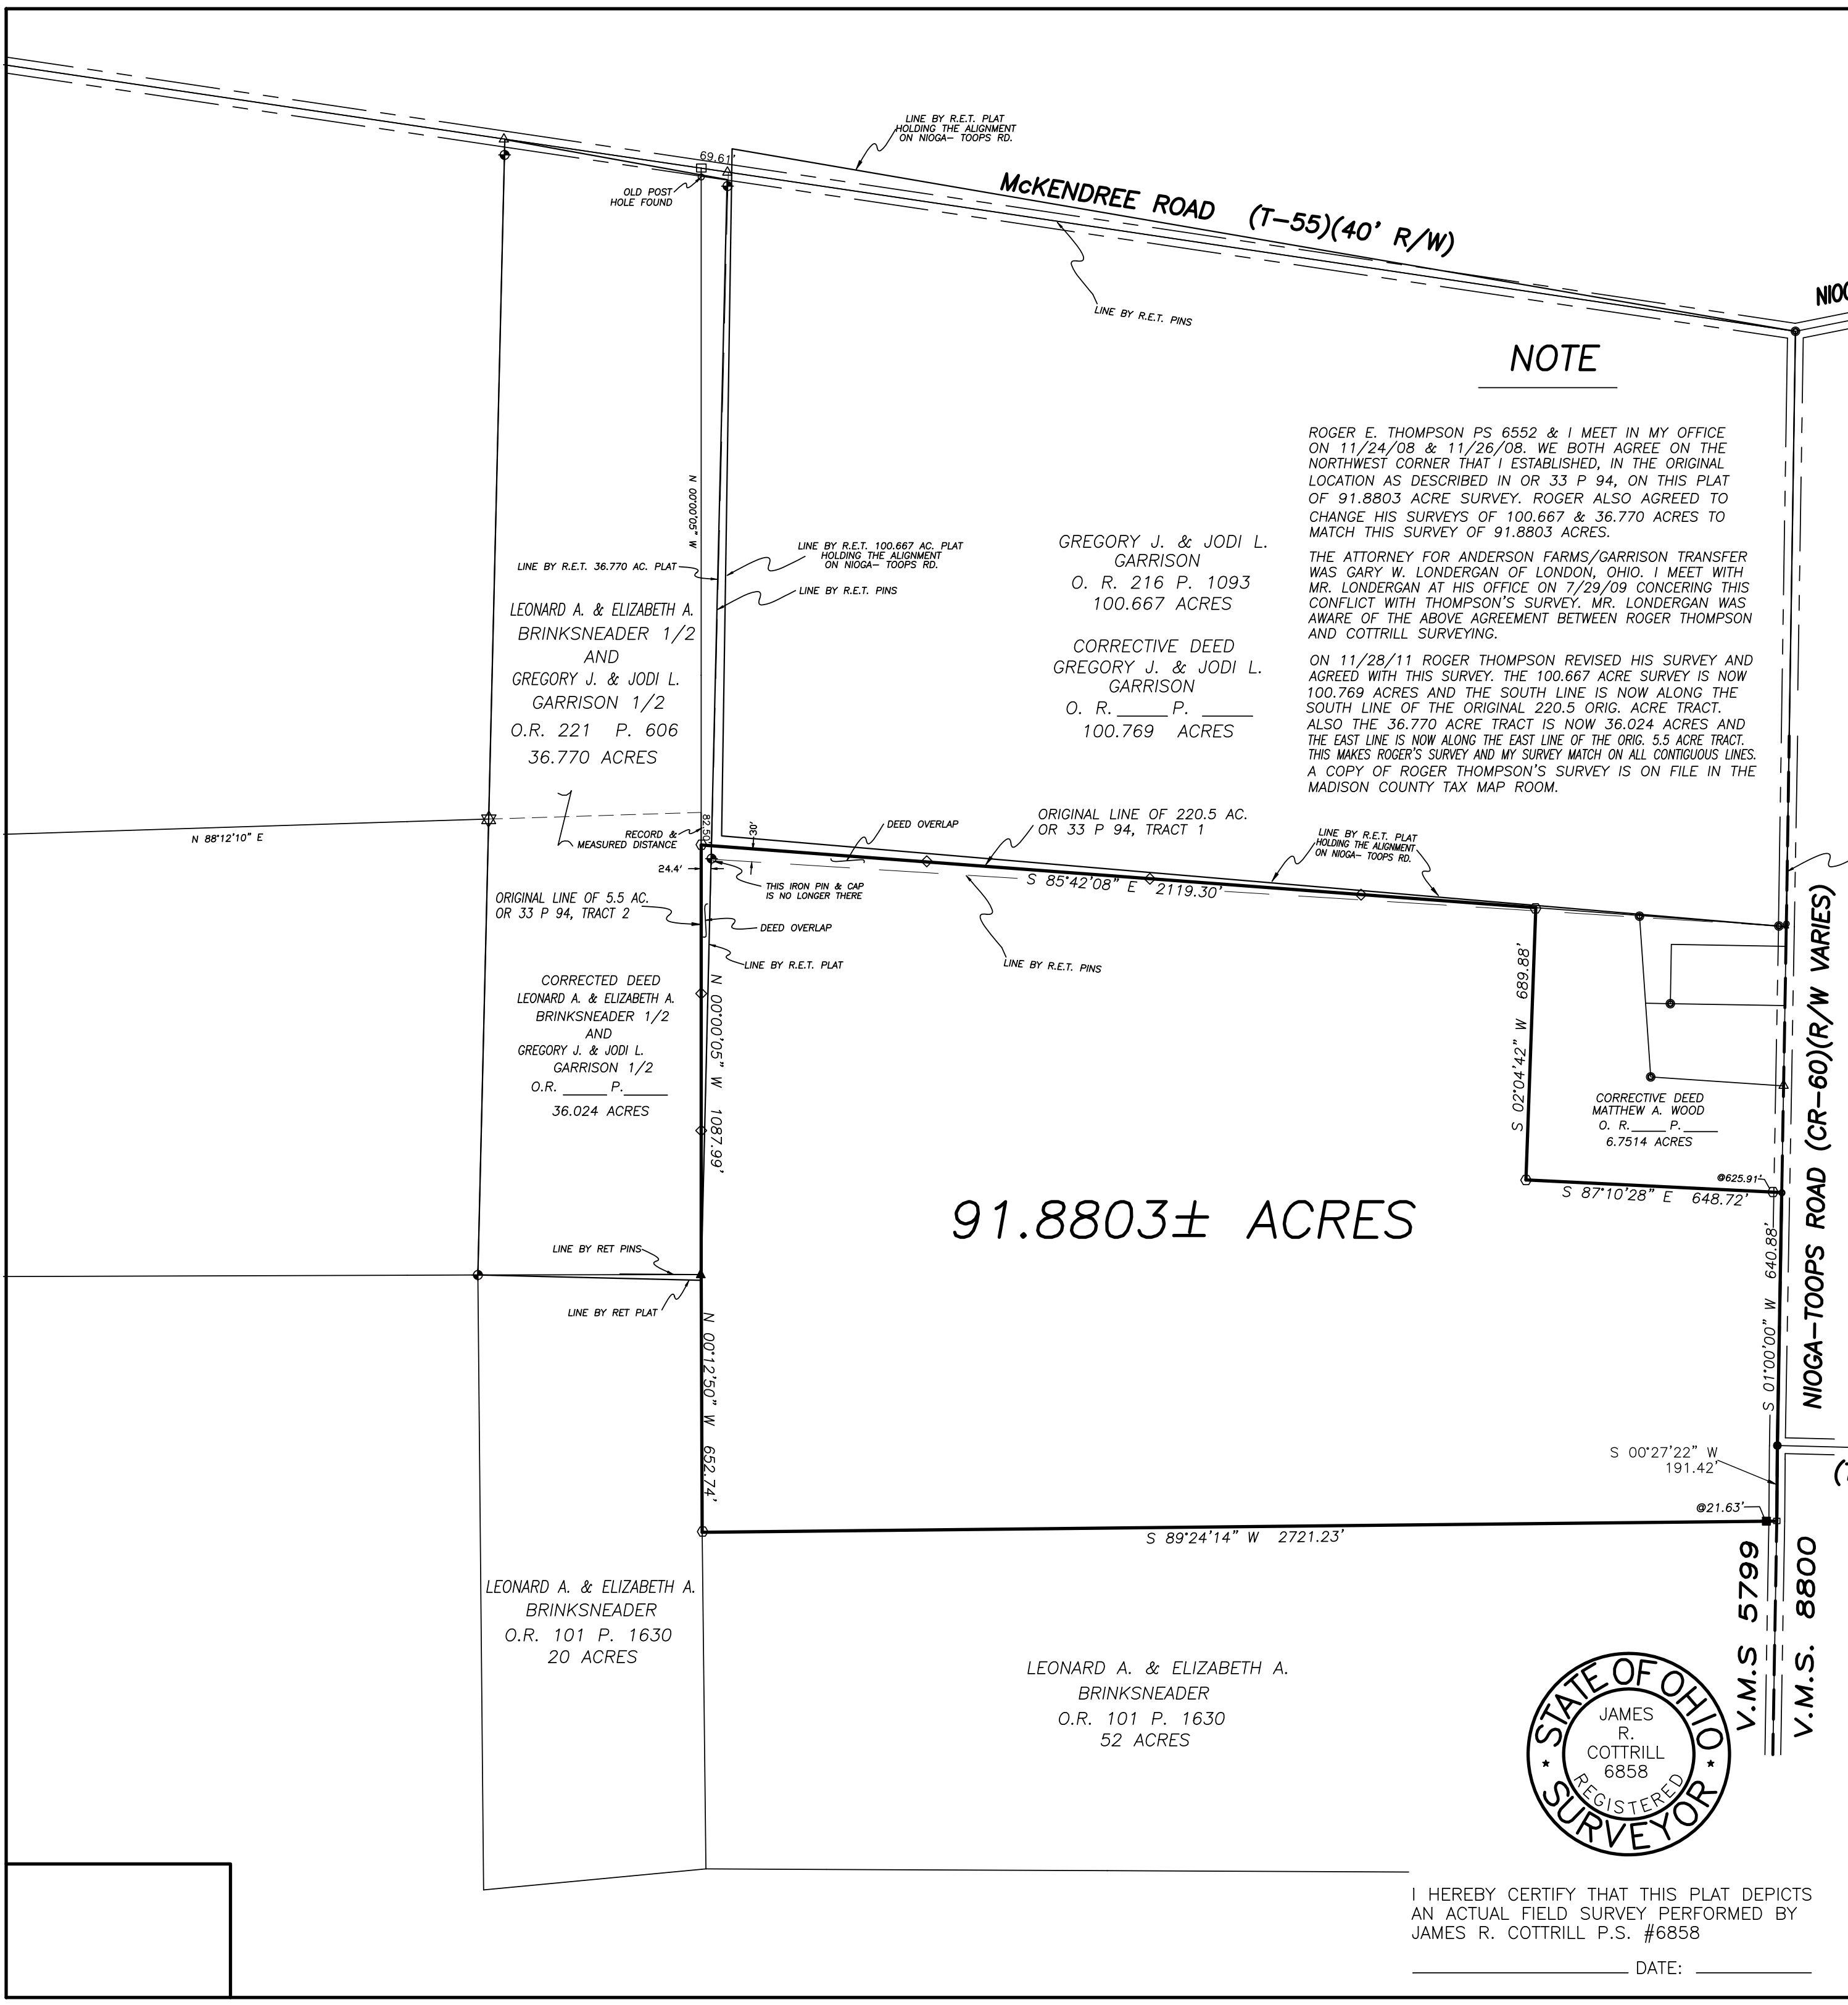 LINE BY R.E.T. PLAT
HOLDING THE ALIGNMENT
ON NIOGA- TOOPS RD.
69.61'
OLD POST
HOLE FOUND
McKENDREE ROAD (T-55)(40' R/W)
LINE BY R.E.T. PINS
NOTE
ROGER E. THOMPSON PS 6552 & I MEET IN MY OFFICE
ON 11/24/08 & 11/26/08. WE BOTH AGREE ON THE
NORTHWEST CORNER THAT I ESTABLISHED, IN THE ORIGINAL
LOCATION AS DESCRIBED IN OR 33 P 94, ON THIS PLAT
OF 91.8803 ACRE SURVEY. ROGER ALSO AGREED TO
CHANGE HIS SURVEYS OF 100.667 & 36.770 ACRES TO
MATCH THIS SURVEY OF 91.8803 ACRES.
THE ATTORNEY FOR ANDERSON FARMS/GARRISON TRANSFER
WAS GARY W. LONDERGAN OF LONDON, OHIO. I MEET WITH
MR. LONDERGAN AT HIS OFFICE ON 7/29/09 CONCERING THIS
CONFLICT WITH THOMPSON'S SURVEY. MR. LONDERGAN WAS
AWARE OF THE ABOVE AGREEMENT BETWEEN ROGER THOMPSON
AND COTTRILL SURVEYING.
ON 11/28/11 ROGER THOMPSON REVISED HIS SURVEY AND
AGREED WITH THIS SURVEY. THE 100.667 ACRE SURVEY IS NOW
100.769 ACRES AND THE SOUTH LINE IS NOW ALONG THE
SOUTH LINE OF THE ORIGINAL 220.5 ORIG. ACRE TRACT.
ALSO THE 36.770 ACRE TRACT IS NOW 36.024 ACRES AND
THE EAST LINE IS NOW ALONG THE EAST LINE OF THE ORIG. 5.5 ACRE TRACT.
THIS MAKES ROGER'S SURVEY AND MY SURVEY MATCH ON ALL CONTIGUOUS LINES.
A COPY OF ROGER THOMPSON'S SURVEY IS ON FILE IN THE
MADISON COUNTY TAX MAP ROOM.
N 00°00'05" W
LINE BY R.E.T. 100.667 AC. PLAT
HOLDING THE ALIGNMENT
ON NIOGA- TOOPS RD.
LINE BY R.E.T. 36.770 AC. PLAT
LINE BY R.E.T. PINS
GREGORY J. & JODI L.
GARRISON
O. R. 216 P. 1093
100.667 ACRES
CORRECTIVE DEED
GREGORY J. & JODI L.
GARRISON
O. R. _____ P. _____
100.769 ACRES
LEONARD A. & ELIZABETH A.
BRINKSNEADER 1/2
AND
GREGORY J. & JODI L.
GARRISON 1/2
O.R. 221 P. 606
36.770 ACRES
N 88°12'10" E
RECORD &
MEASURED DISTANCE
82.50'
30'
24.4'
DEED OVERLAP
ORIGINAL LINE OF 220.5 AC.
OR 33 P 94, TRACT 1
LINE BY R.E.T. PLAT
HOLDING THE ALIGNMENT
ON NIOGA- TOOPS RD.
S 85°42'08" E 2119.30'
THIS IRON PIN & CAP
IS NO LONGER THERE
ORIGINAL LINE OF 5.5 AC.
OR 33 P 94, TRACT 2
DEED OVERLAP
LINE BY R.E.T. PLAT
LINE BY R.E.T. PINS
CORRECTED DEED
LEONARD A. & ELIZABETH A.
BRINKSNEADER 1/2
AND
GREGORY J. & JODI L.
GARRISON 1/2
O.R. _____ P. _____
36.024 ACRES
N 00°00'05" W 1087.99'
S 02°04'42" W 689.88'
CORRECTIVE DEED
MATTHEW A. WOOD
O. R. _____ P. _____
6.7514 ACRES
@625.91'
S 87°10'28" E 648.72'
NIOGA-TOOPS ROAD (CR-60)(R/W VARIES)
91.8803± ACRES
LINE BY RET PINS
LINE BY RET PLAT
N 00°12'50" W 652.74'
S 01°00'00" W 640.88'
S 00°27'22" W
191.42'
@21.63'
S 89°24'14" W 2721.23'
V.M.S 5799
V.M.S. 8800
LEONARD A. & ELIZABETH A.
BRINKSNEADER
O.R. 101 P. 1630
20 ACRES
LEONARD A. & ELIZABETH A.
BRINKSNEADER
O.R. 101 P. 1630
52 ACRES
STATE OF OHIO
JAMES
R.
COTTRILL
6858
REGISTERED
SURVEYOR
I HEREBY CERTIFY THAT THIS PLAT DEPICTS
AN ACTUAL FIELD SURVEY PERFORMED BY
JAMES R. COTTRILL P.S. #6858
__________ DATE: __________